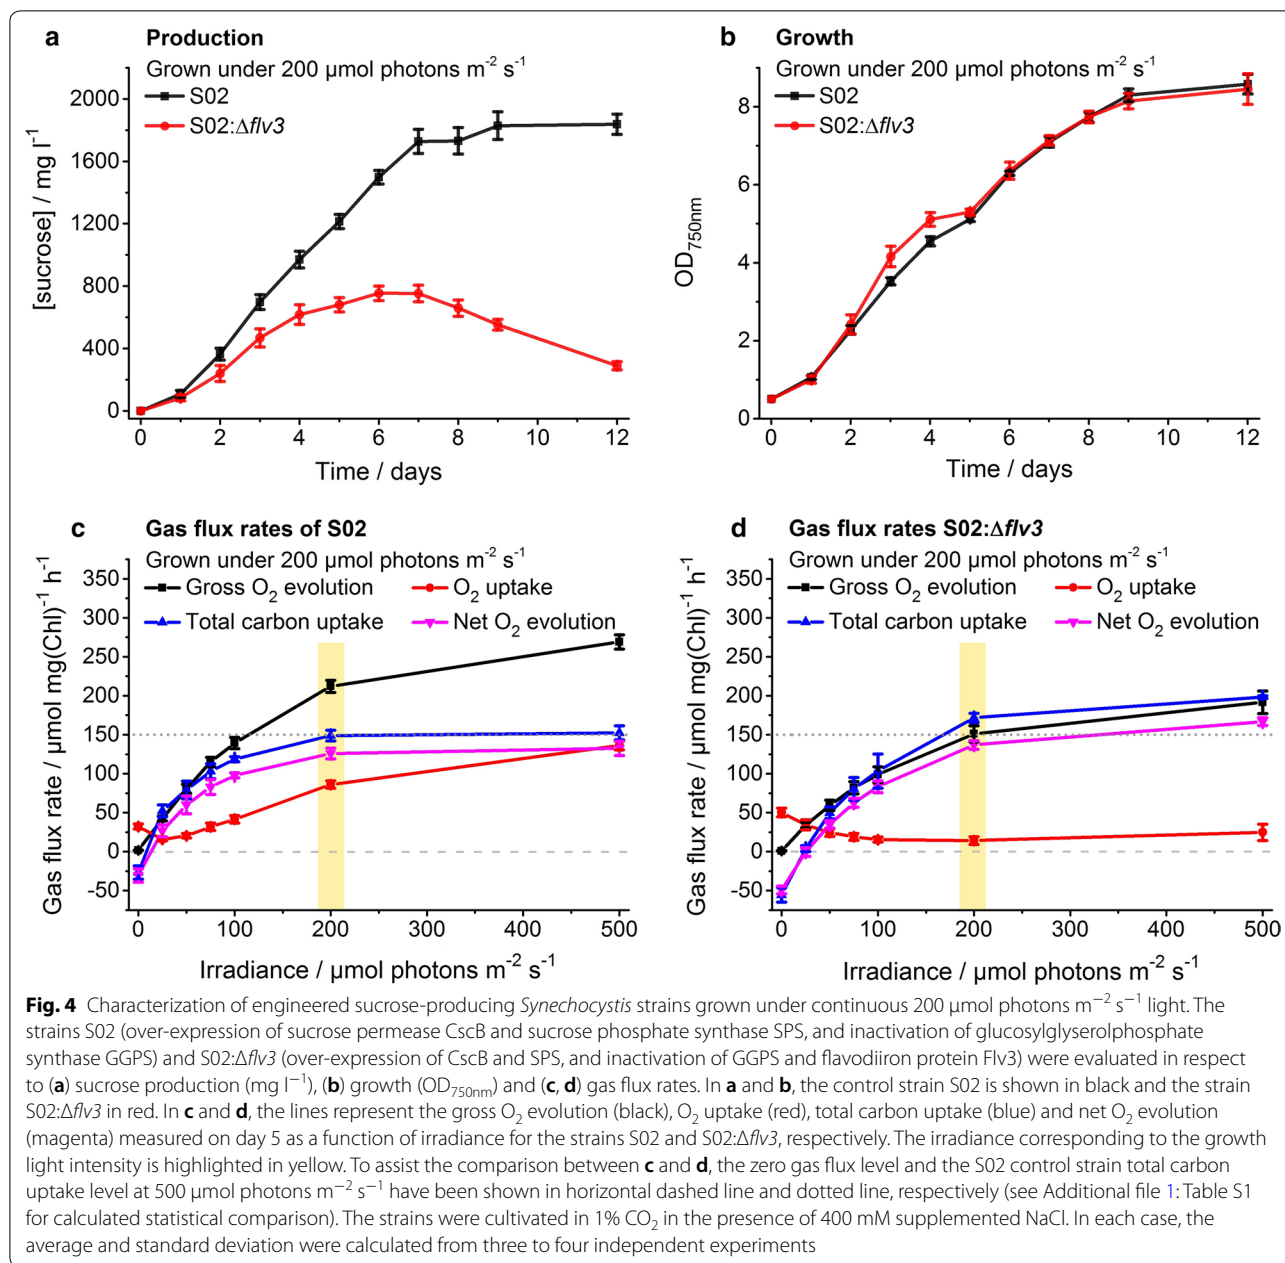 a Production
Grown under 200 µmol photons m⁻² s⁻¹
S02
S02:Δflv3
2000
1600
1200
800
400
0
[sucrose] / mg l⁻¹
0 2 4 6 8 10 12
Time / days
b Growth
Grown under 200 µmol photons m⁻² s⁻¹
S02
S02:Δflv3
8
6
4
2
0
OD750nm
0 2 4 6 8 10 12
Time / days
c Gas flux rates of S02
Grown under 200 µmol photons m⁻² s⁻¹
Gross O₂ evolution O₂ uptake
Total carbon uptake Net O₂ evolution
350
300
250
200
150
100
50
0
-50
Gas flux rate / µmol mg(Chl)⁻¹ h⁻¹
0 100 200 300 400 500
Irradiance / µmol photons m⁻² s⁻¹
d Gas flux rates S02:Δflv3
Grown under 200 µmol photons m⁻² s⁻¹
Gross O₂ evolution O₂ uptake
Total carbon uptake Net O₂ evolution
350
300
250
200
150
100
50
0
-50
Gas flux rate / µmol mg(Chl)⁻¹ h⁻¹
0 100 200 300 400 500
Irradiance / µmol photons m⁻² s⁻¹
Fig. 4 Characterization of engineered sucrose-producing Synechocystis strains grown under continuous 200 µmol photons m⁻² s⁻¹ light. The
strains S02 (over-expression of sucrose permease CscB and sucrose phosphate synthase SPS, and inactivation of glucosylglyserolphosphate
synthase GGPS) and S02:Δflv3 (over-expression of CscB and SPS, and inactivation of GGPS and flavodiiron protein Flv3) were evaluated in respect
to (a) sucrose production (mg l⁻¹), (b) growth (OD750nm) and (c, d) gas flux rates. In a and b, the control strain S02 is shown in black and the strain
S02:Δflv3 in red. In c and d, the lines represent the gross O₂ evolution (black), O₂ uptake (red), total carbon uptake (blue) and net O₂ evolution
(magenta) measured on day 5 as a function of irradiance for the strains S02 and S02:Δflv3, respectively. The irradiance corresponding to the growth
light intensity is highlighted in yellow. To assist the comparison between c and d, the zero gas flux level and the S02 control strain total carbon
uptake level at 500 µmol photons m⁻² s⁻¹ have been shown in horizontal dashed line and dotted line, respectively (see Additional file 1: Table S1
for calculated statistical comparison). The strains were cultivated in 1% CO₂ in the presence of 400 mM supplemented NaCl. In each case, the
average and standard deviation were calculated from three to four independent experiments